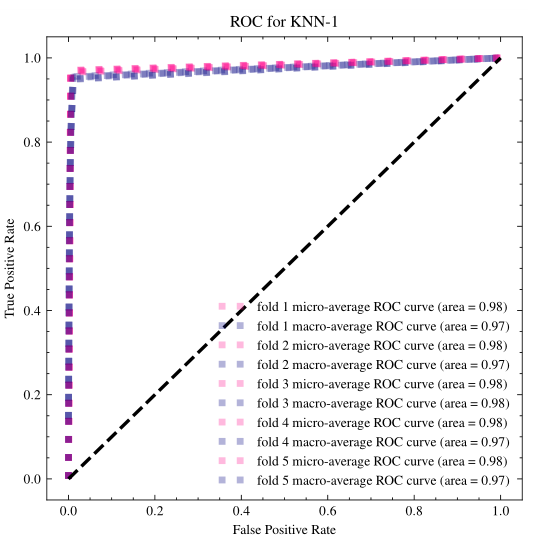 ROC for KNN-1
1.0
0.8
0.6
0.4
0.2
0.0
True Positive Rate
fold 1 micro-average ROC curve (area = 0.98)
fold 1 macro-average ROC curve (area = 0.97)
fold 2 micro-average ROC curve (area = 0.98)
fold 2 macro-average ROC curve (area = 0.97)
fold 3 micro-average ROC curve (area = 0.98)
fold 3 macro-average ROC curve (area = 0.98)
fold 4 micro-average ROC curve (area = 0.98)
fold 4 macro-average ROC curve (area = 0.97)
fold 5 micro-average ROC curve (area = 0.98)
fold 5 macro-average ROC curve (area = 0.97)
0.0 0.2 0.4 0.6 0.8 1.0
False Positive Rate